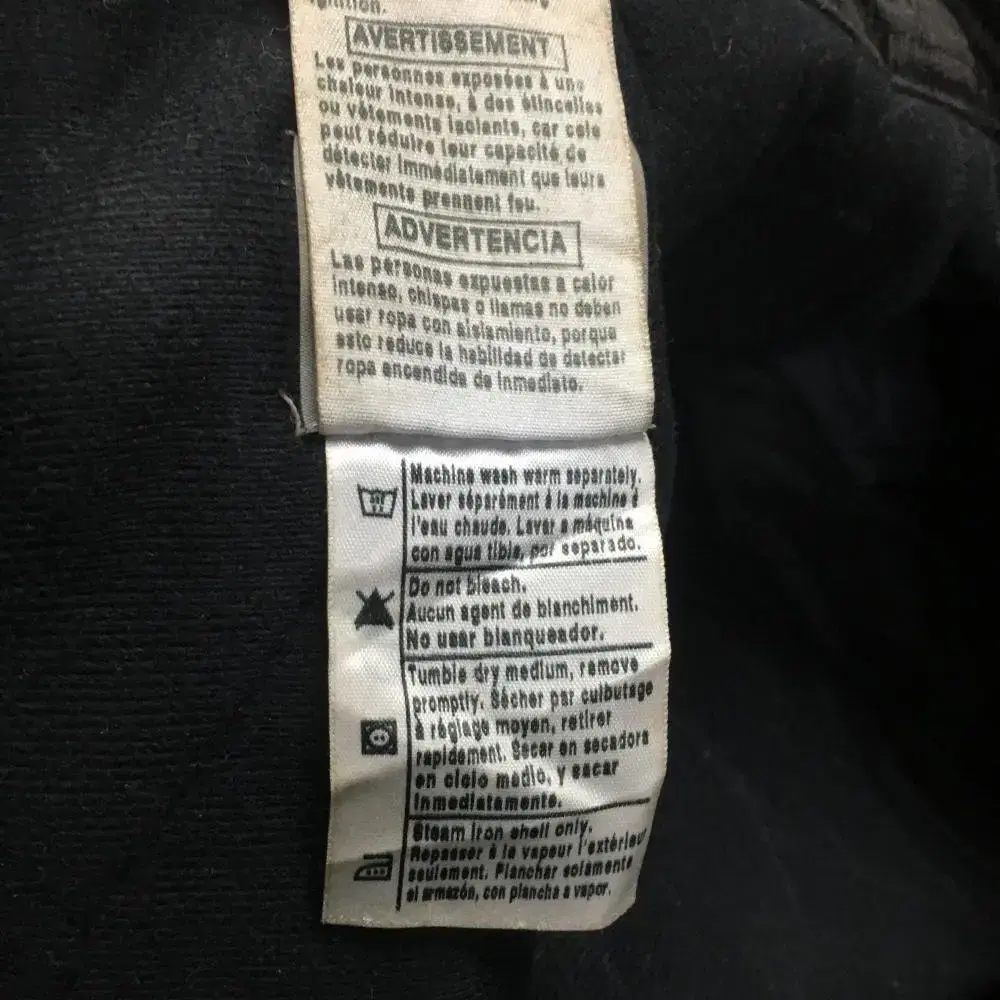 ignition.
AVERTISSEMENT
Les personnes exposées à une
chaleur intense, à des étincelles
ou vêtements isolants, car cela
peut réduire leur capacité de
détecter immédiatement que leurs
vêtements prennent feu.
ADVERTENCIA
Las personas expuestas a calor
intenso, chispas o llamas no deben
usar ropa con aislamiento, porque
esto reduce la habilidad de detectar
ropa encendida de inmediato.
Machine wash warm separately.
Laver séparément à la machine à
l'eau chaude. Lavar a máquina
con agua tibia, por separado.
Do not bleach.
Aucun agent de blanchiment.
No usar blanqueador.
Tumble dry medium, remove
promptly. Sécher par culbutage
à réglage moyen, retirer
rapidement. Secar en secadora
en ciclo medio, y sacar
inmediatamente.
Steam iron shell only.
Repasser à la vapeur l'extérieur
seulement. Planchar solamente
el armazón, con plancha a vapor.